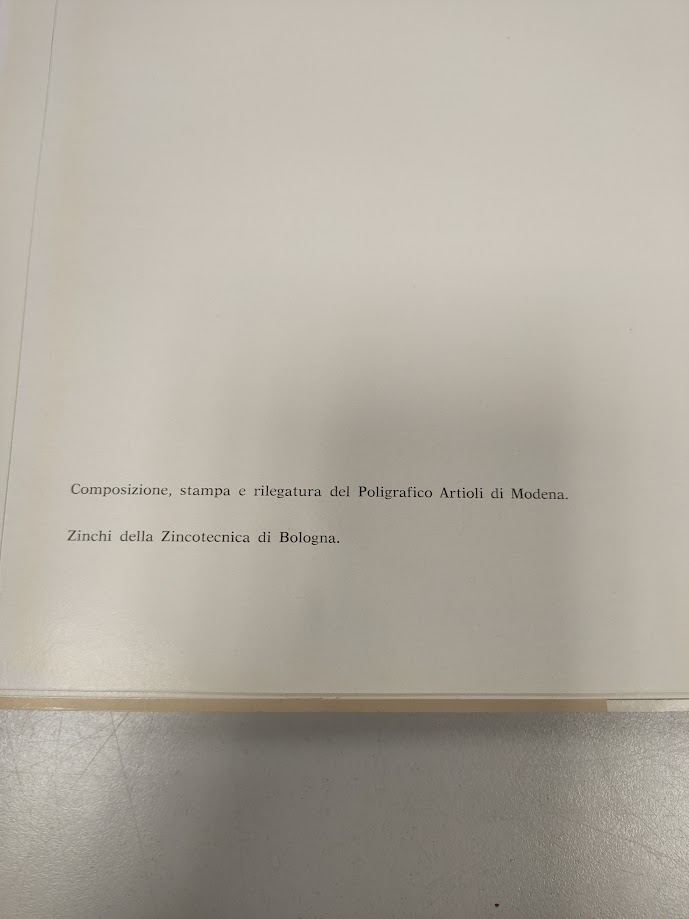 Composizione, stampa e rilegatura del Poligrafico Artioli di Modena.
Zinchi della Zincotecnica di Bologna.